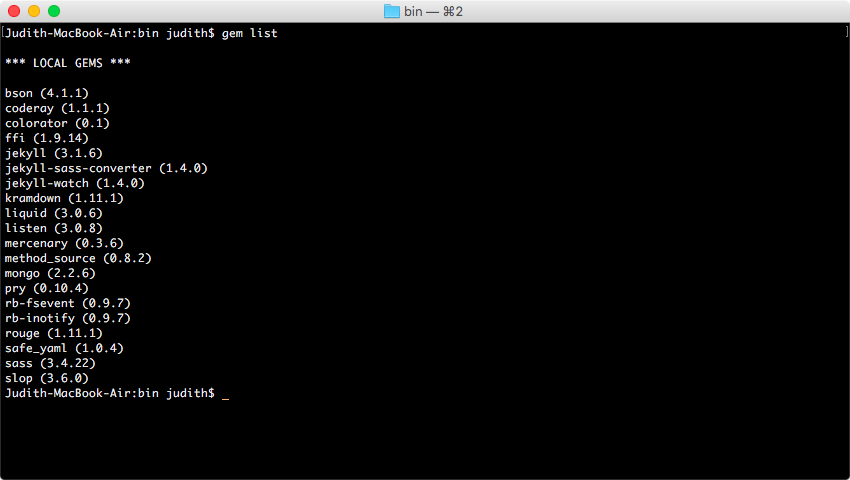 bin — ⌘2
[Judith-MacBook-Air:bin judith$ gem list ]
*** LOCAL GEMS ***
bson (4.1.1)
coderay (1.1.1)
colorator (0.1)
ffi (1.9.14)
jekyll (3.1.6)
jekyll-sass-converter (1.4.0)
jekyll-watch (1.4.0)
kramdown (1.11.1)
liquid (3.0.6)
listen (3.0.8)
mercenary (0.3.6)
method_source (0.8.2)
mongo (2.2.6)
pry (0.10.4)
rb-fsevent (0.9.7)
rb-inotify (0.9.7)
rouge (1.11.1)
safe_yaml (1.0.4)
sass (3.4.22)
slop (3.6.0)
Judith-MacBook-Air:bin judith$ _